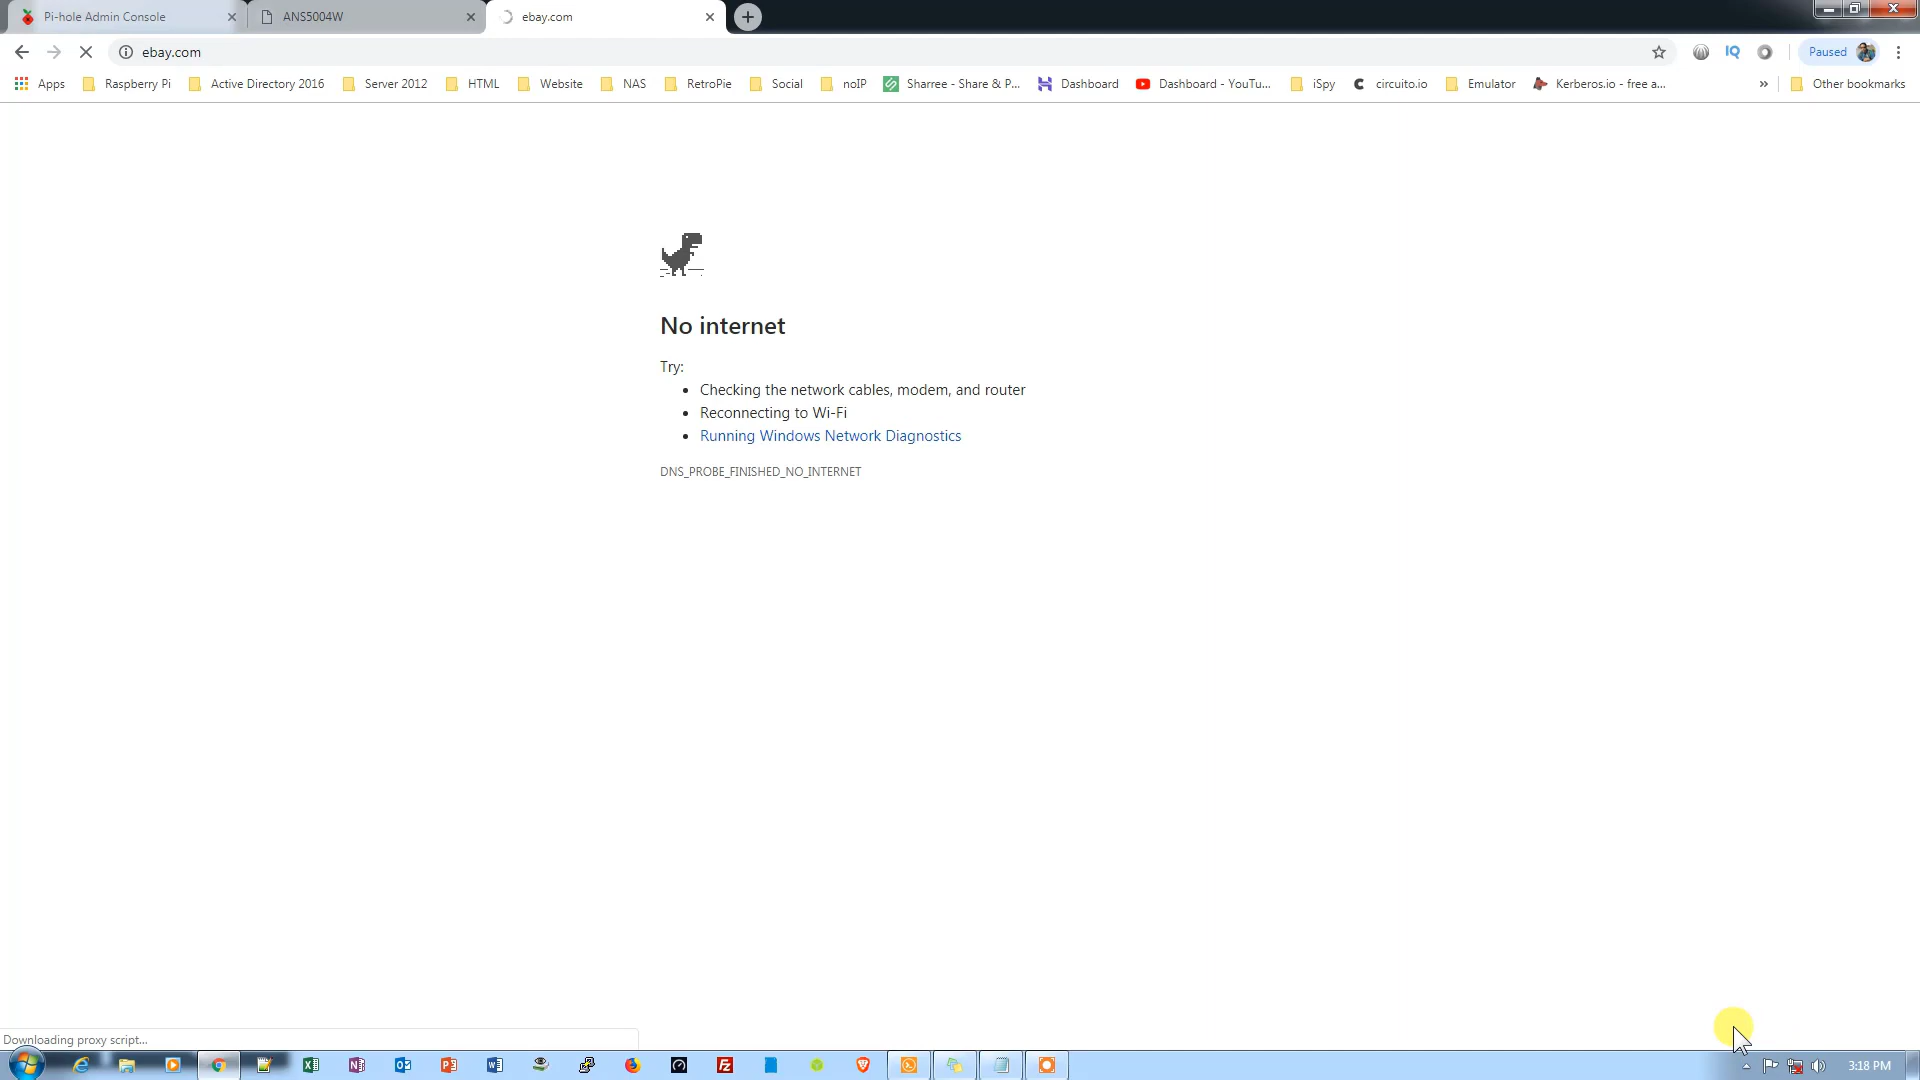 Pi-hole Admin Console
ANS5004W
ebay.com
ebay.com
Paused
Apps
Raspberry Pi
Active Directory 2016
Server 2012
HTML
Website
NAS
RetroPie
Social
noIP
Sharree - Share & P...
Dashboard
Dashboard - YouTu...
iSpy
circuito.io
Emulator
Kerberos.io - free a...
»
Other bookmarks
No internet
Try:
Checking the network cables, modem, and router
Reconnecting to Wi-Fi
Running Windows Network Diagnostics
DNS_PROBE_FINISHED_NO_INTERNET
Downloading proxy script...
3:18 PM